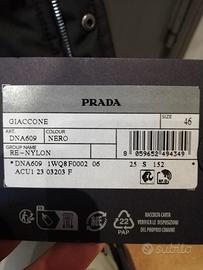 PRADA
GIACCONE
SIZE
46
ART.
DNA609
COLOUR
NERO
GROUP NAME
RE-NYLON
8 059652 494349
*DNA609 1WQ8F0002 06 25 S 152
ACU1 23 03203 F
22
PAP
RACCOLTA CARTA
VERIFICA LE DISPOSIZIONI
DEL PROPRIO COMUNE
subito